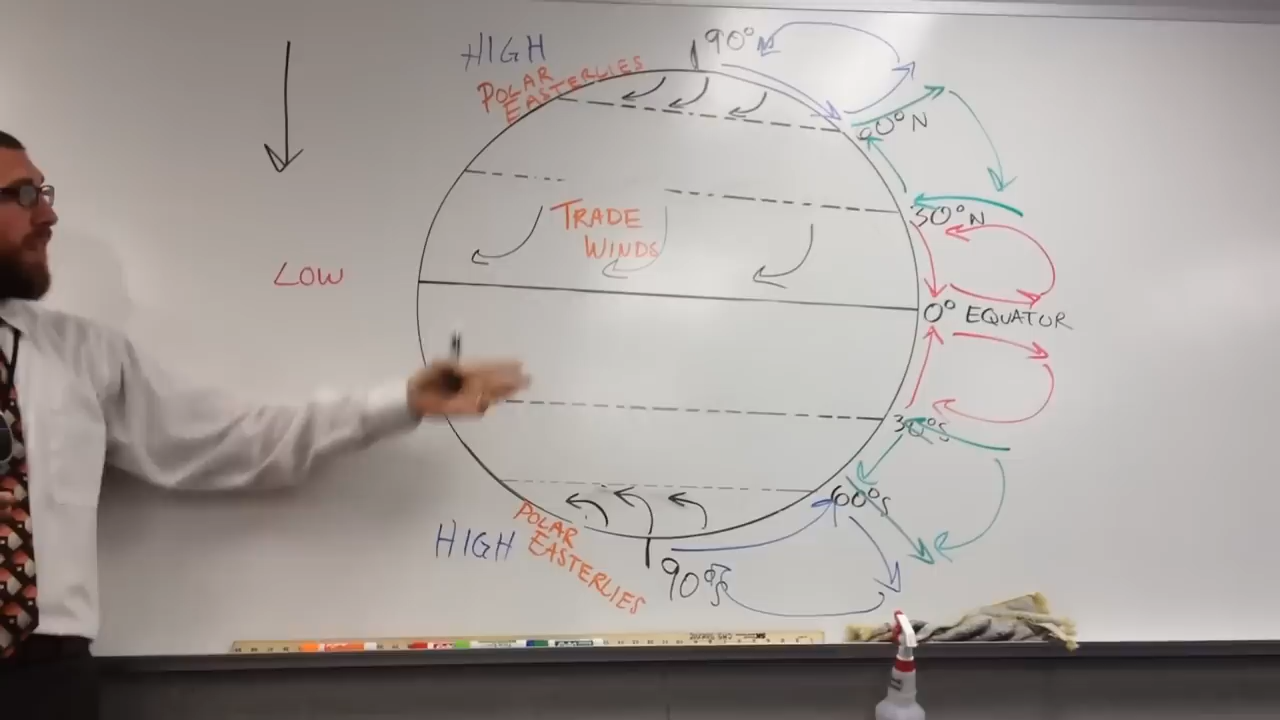 HIGH
90° N
POLAR
EASTERLIES
60° N
TRADE
WINDS
30° N
LOW
0° EQUATOR
30°S
60°S
HIGH
POLAR
EASTERLIES
90°S